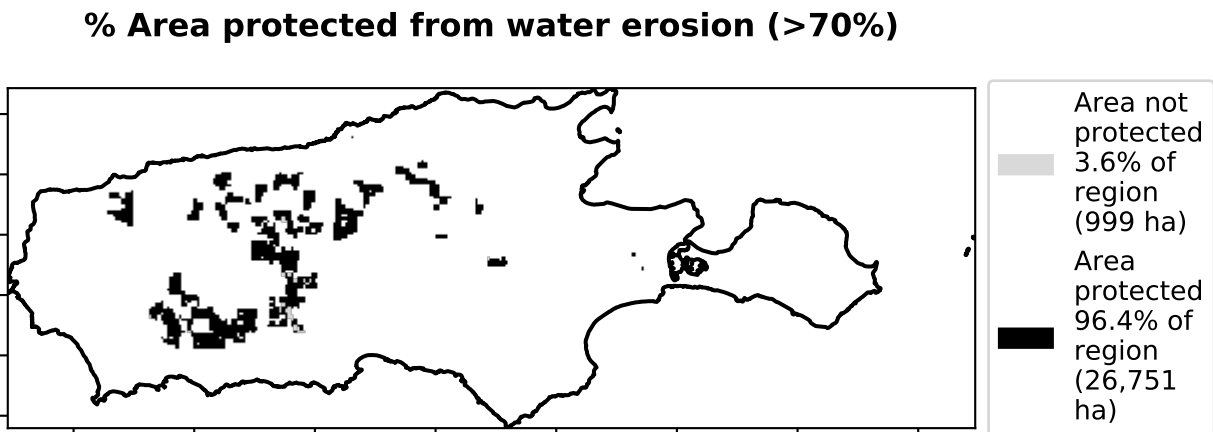 % Area protected from water erosion (>70%)
Area not
protected
3.6% of
region
(999 ha)
Area
protected
96.4% of
region
(26,751
ha)